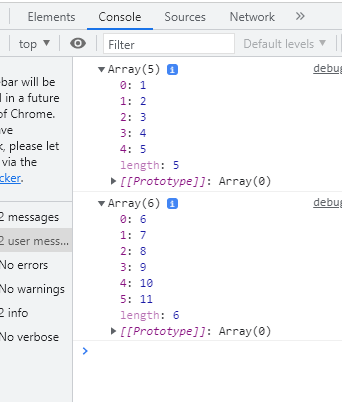 Elements Console Sources Network »
top ▼ Filter Default levels ▼
ebar will be
d in a future
of Chrome.
ave
k, please let
via the
cker.
2 messages
2 user mess...
No errors
No warnings
2 info
No verbose
▼Array(5) i debug
0: 1
1: 2
2: 3
3: 4
4: 5
length: 5
▶[[Prototype]]: Array(0)
▼Array(6) i debug
0: 6
1: 7
2: 8
3: 9
4: 10
5: 11
length: 6
▶[[Prototype]]: Array(0)
>